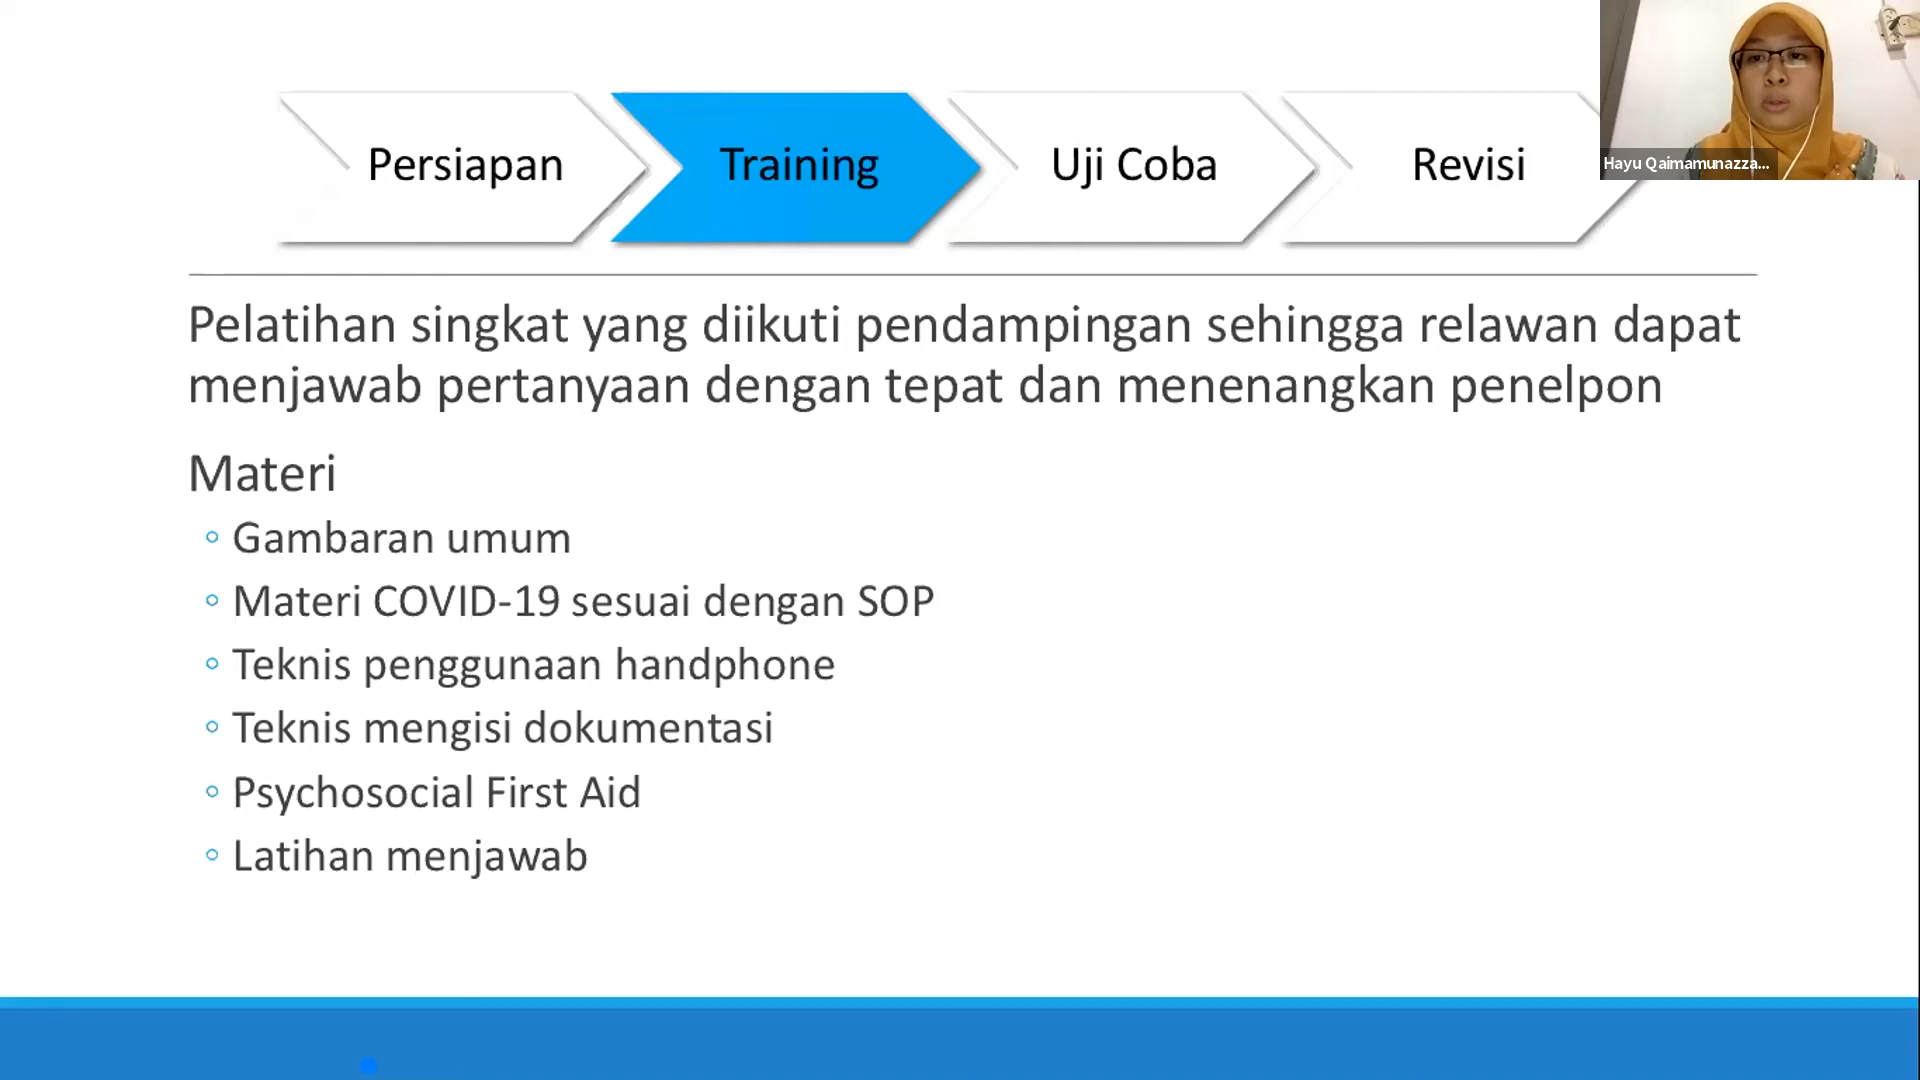 Persiapan
Training
Uji Coba
Revisi
Hayu Qaimamunazza...
Pelatihan singkat yang diikuti pendampingan sehingga relawan dapat
menjawab pertanyaan dengan tepat dan menenangkan penelpon
Materi
Gambaran umum
Materi COVID-19 sesuai dengan SOP
Teknis penggunaan handphone
Teknis mengisi dokumentasi
Psychosocial First Aid
Latihan menjawab